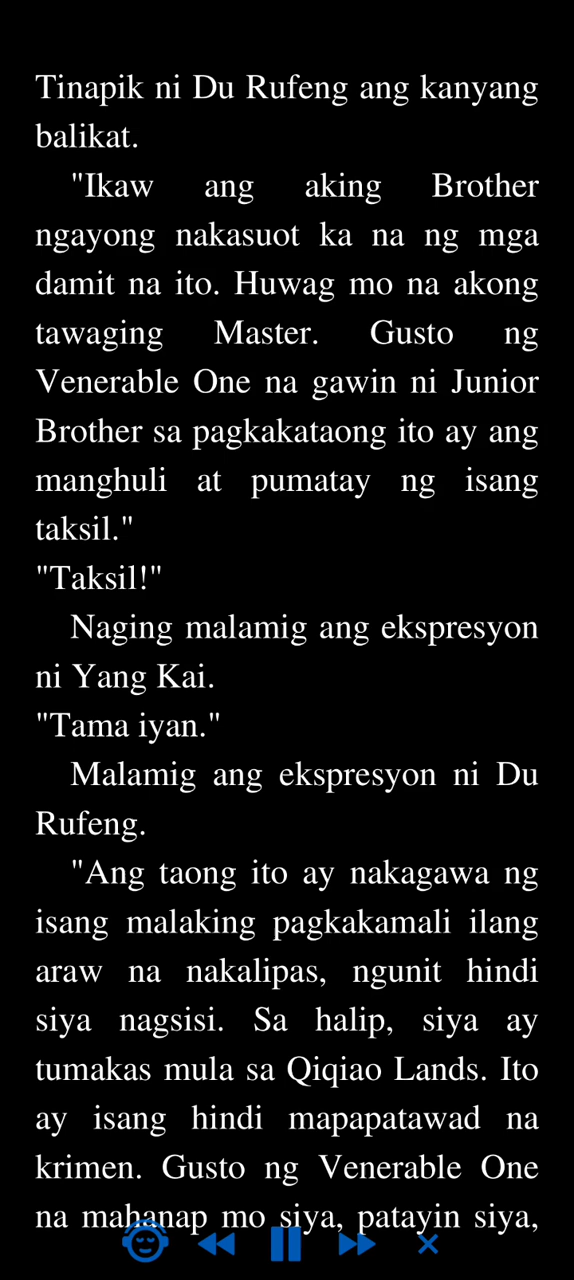 Tinapik ni Du Rufeng ang kanyang
balikat.
"Ikaw ang aking Brother
ngayong nakasuot ka na ng mga
damit na ito. Huwag mo na akong
tawaging Master. Gusto ng
Venerable One na gawin ni Junior
Brother sa pagkakataong ito ay ang
manghuli at pumatay ng isang
taksil."
"Taksil!"
Naging malamig ang ekspresyon
ni Yang Kai.
"Tama iyan."
Malamig ang ekspresyon ni Du
Rufeng.
"Ang taong ito ay nakagawa ng
isang malaking pagkakamali ilang
araw na nakalipas, ngunit hindi
siya nagsisi. Sa halip, siya ay
tumakas mula sa Qiqiao Lands. Ito
ay isang hindi mapapatawad na
krimen. Gusto ng Venerable One
na mahanap mo siya, patayin siya,